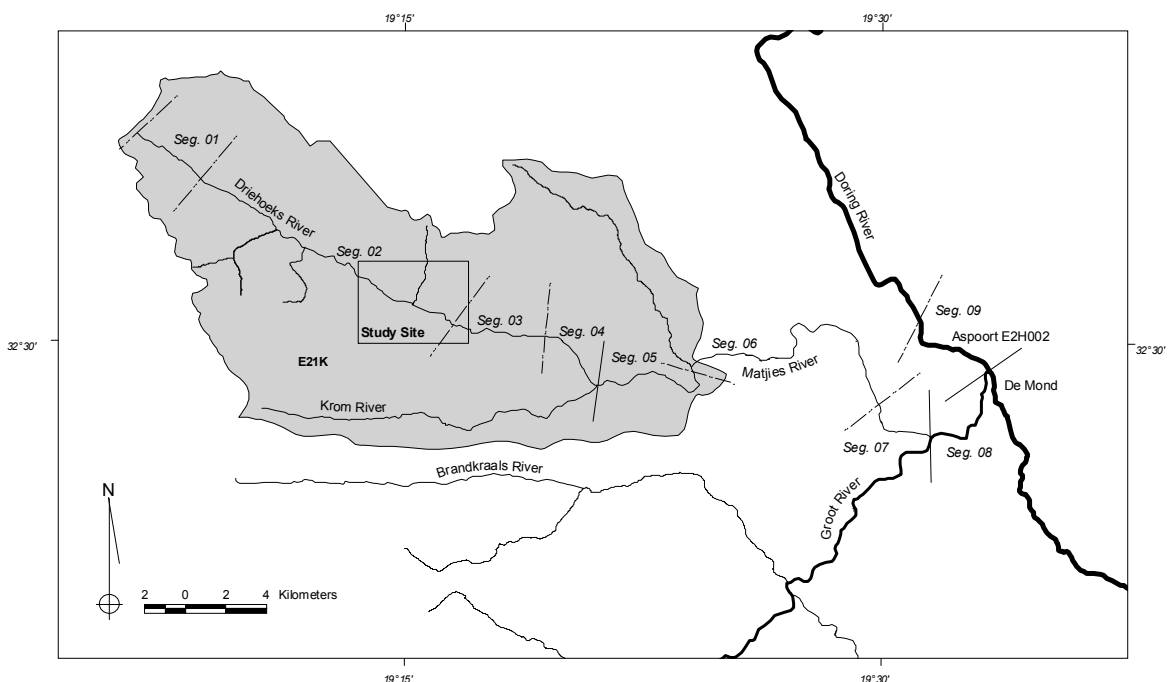 19°15'
19°30'
Seg. 01
Driehoeks River
Seg. 02
Doring River
Seg. 09
Study Site
Seg. 03
Seg. 04
Aspoort E2H002
32°30'
32°30'
Seg. 06
Seg. 05
E21K
Matjies River
De Mond
Krom River
Seg. 07
Seg. 08
Brandkraals River
Groot River
N
2 0 2 4 Kilometers
19°15'
19°30'